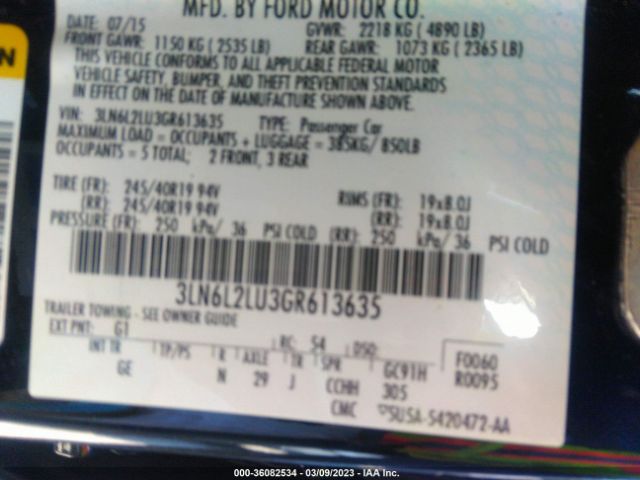 MFD. BY FORD MOTOR CO.
DATE: 07/15 GVWR: 2218 KG ( 4890 LB)
FRONT GAWR: 1150 KG ( 2535 LB) REAR GAWR: 1073 KG ( 2365 LB)
THIS VEHICLE CONFORMS TO ALL APPLICABLE FEDERAL MOTOR
VEHICLE SAFETY, BUMPER, AND THEFT PREVENTION STANDARDS
IN EFFECT ON THE DATE OF MANUFACTURE SHOWN ABOVE.
VIN: 3LN6L2LU3GR613635 TYPE: Passenger Car
MAXIMUM LOAD = OCCUPANTS + LUGGAGE = 385KG/ 850LB
OCCUPANTS = 5 TOTAL; 2 FRONT, 3 REAR
TIRE (FR): 245/40R19 94V RIMS (FR): 19x8.0J
(RR): 245/40R19 94V (RR): 19x8.0J
PRESSURE (FR): 250 kPa/ 36 PSI COLD (RR): 250 kPa/ 36 PSI COLD
3LN6L2LU3GR613635
TRAILER TOWING - SEE OWNER GUIDE
EXT PNT: G1 RC: 54 DSO: F0060
INT TR TP/PS R AXLE TR SPR GC91H R0095
GE N 29 J CCHH 305
CMC 5U5A-5420472-AA
000-36082534 - 03/09/2023 - IAA Inc.